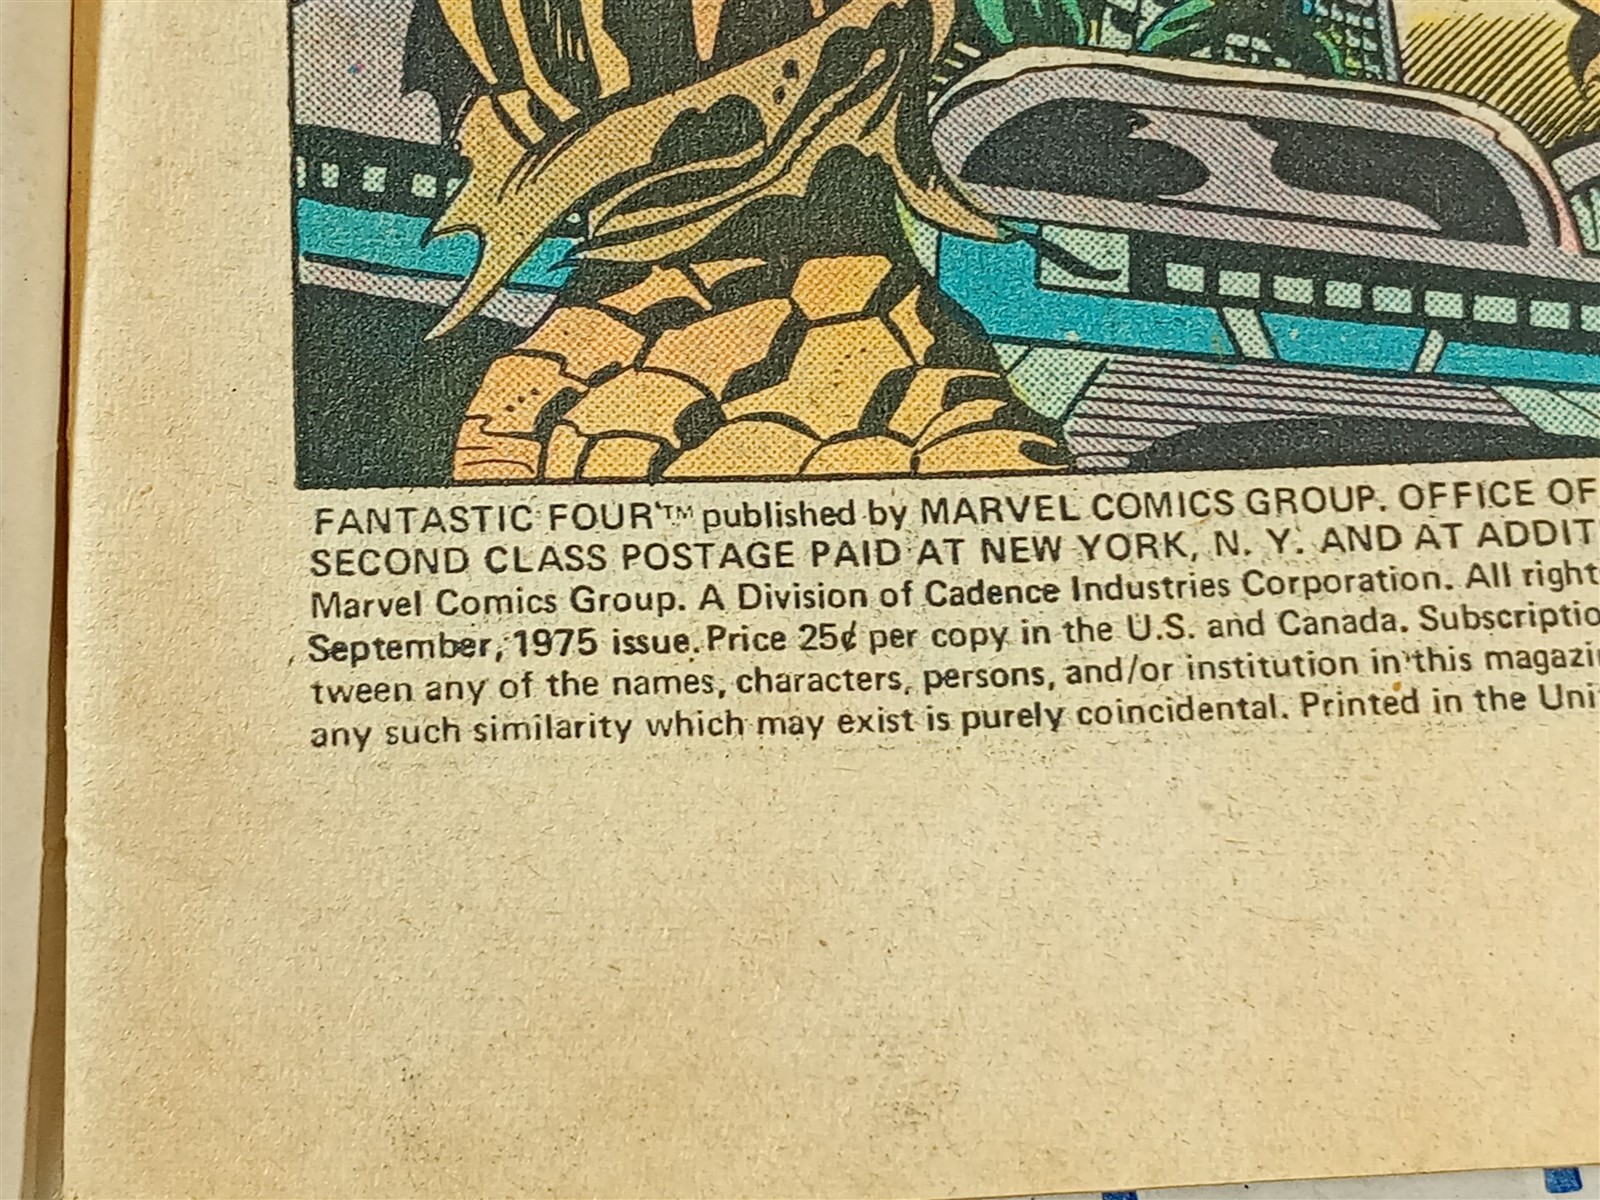 FANTASTIC FOUR™ published by MARVEL COMICS GROUP. OFFICE OF
SECOND CLASS POSTAGE PAID AT NEW YORK, N. Y. AND AT ADDIT
Marvel Comics Group. A Division of Cadence Industries Corporation. All right
September, 1975 issue. Price 25¢ per copy in the U.S. and Canada. Subscriptio
tween any of the names, characters, persons, and/or institution in this magazi
any such similarity which may exist is purely coincidental. Printed in the Uni